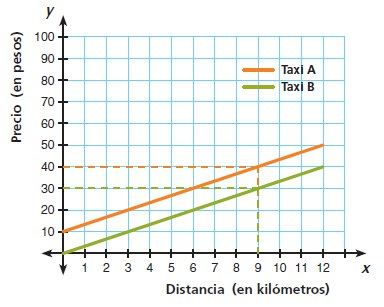 y
Precio (en pesos)
100
90
80
70
60
50
40
30
20
10
Taxi A
Taxi B
1 2 3 4 5 6 7 8 9 10 11 12
x
Distancia (en kilómetros)